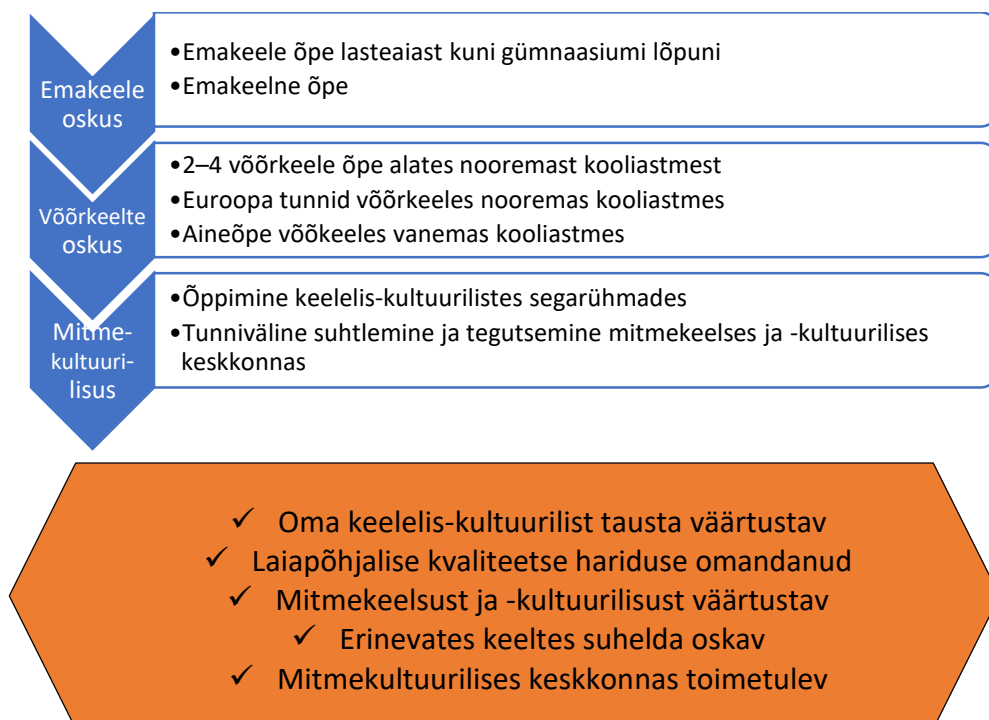 Emakeele
oskus
•Emakeele õpe lasteaiast kuni gümnaasiumi lõpuni
•Emakeelne õpe
Võõrkeelte
oskus
•2–4 võõrkeele õpe alates nooremast kooliastmest
•Euroopa tunnid võõrkeeles nooremas kooliastmes
•Aineõpe võõkeeles vanemas kooliastmes
Mitme-
kultuuri-
lisus
•Õppimine keelelis-kultuurilistes segarühmades
•Tunniväline suhtlemine ja tegutsemine mitmekeelses ja -kultuurilises
keskkonnas
✓ Oma keelelis-kultuurilist tausta väärtustav
✓ Laiapõhjalise kvaliteetse hariduse omandanud
✓ Mitmekeelsust ja -kultuurilisust väärtustav
✓ Erinevates keeltes suhelda oskav
✓ Mitmekultuurilises keskkonnas toimetulev